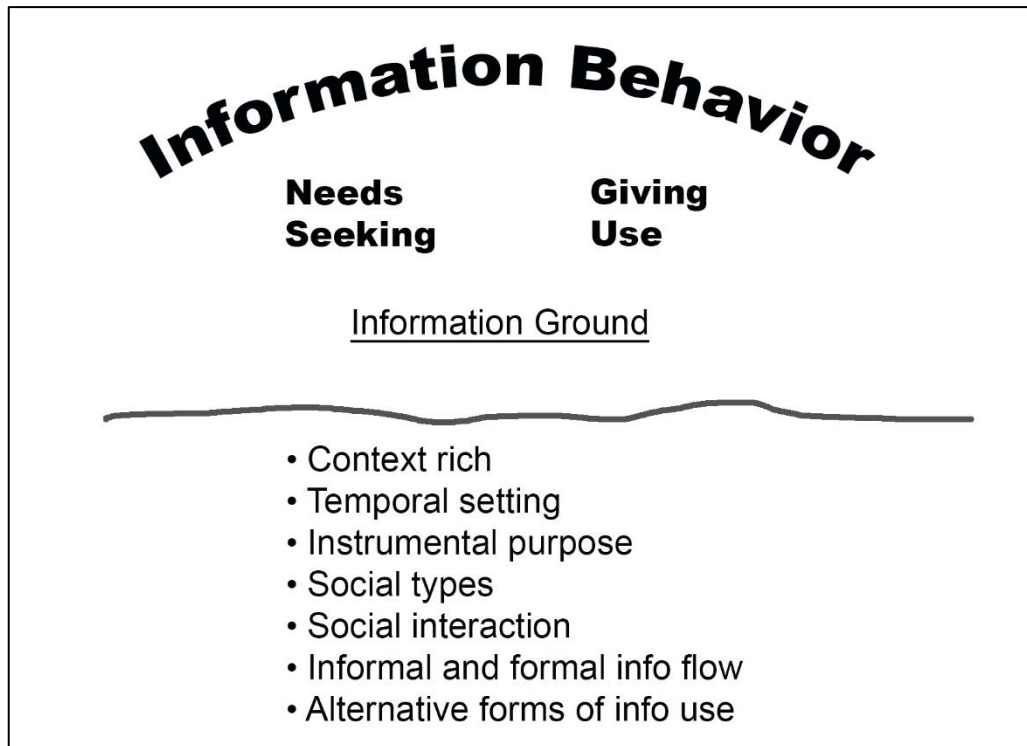 Information Behavior
Needs Giving
Seeking Use
Information Ground
• Context rich
• Temporal setting
• Instrumental purpose
• Social types
• Social interaction
• Informal and formal info flow
• Alternative forms of info use